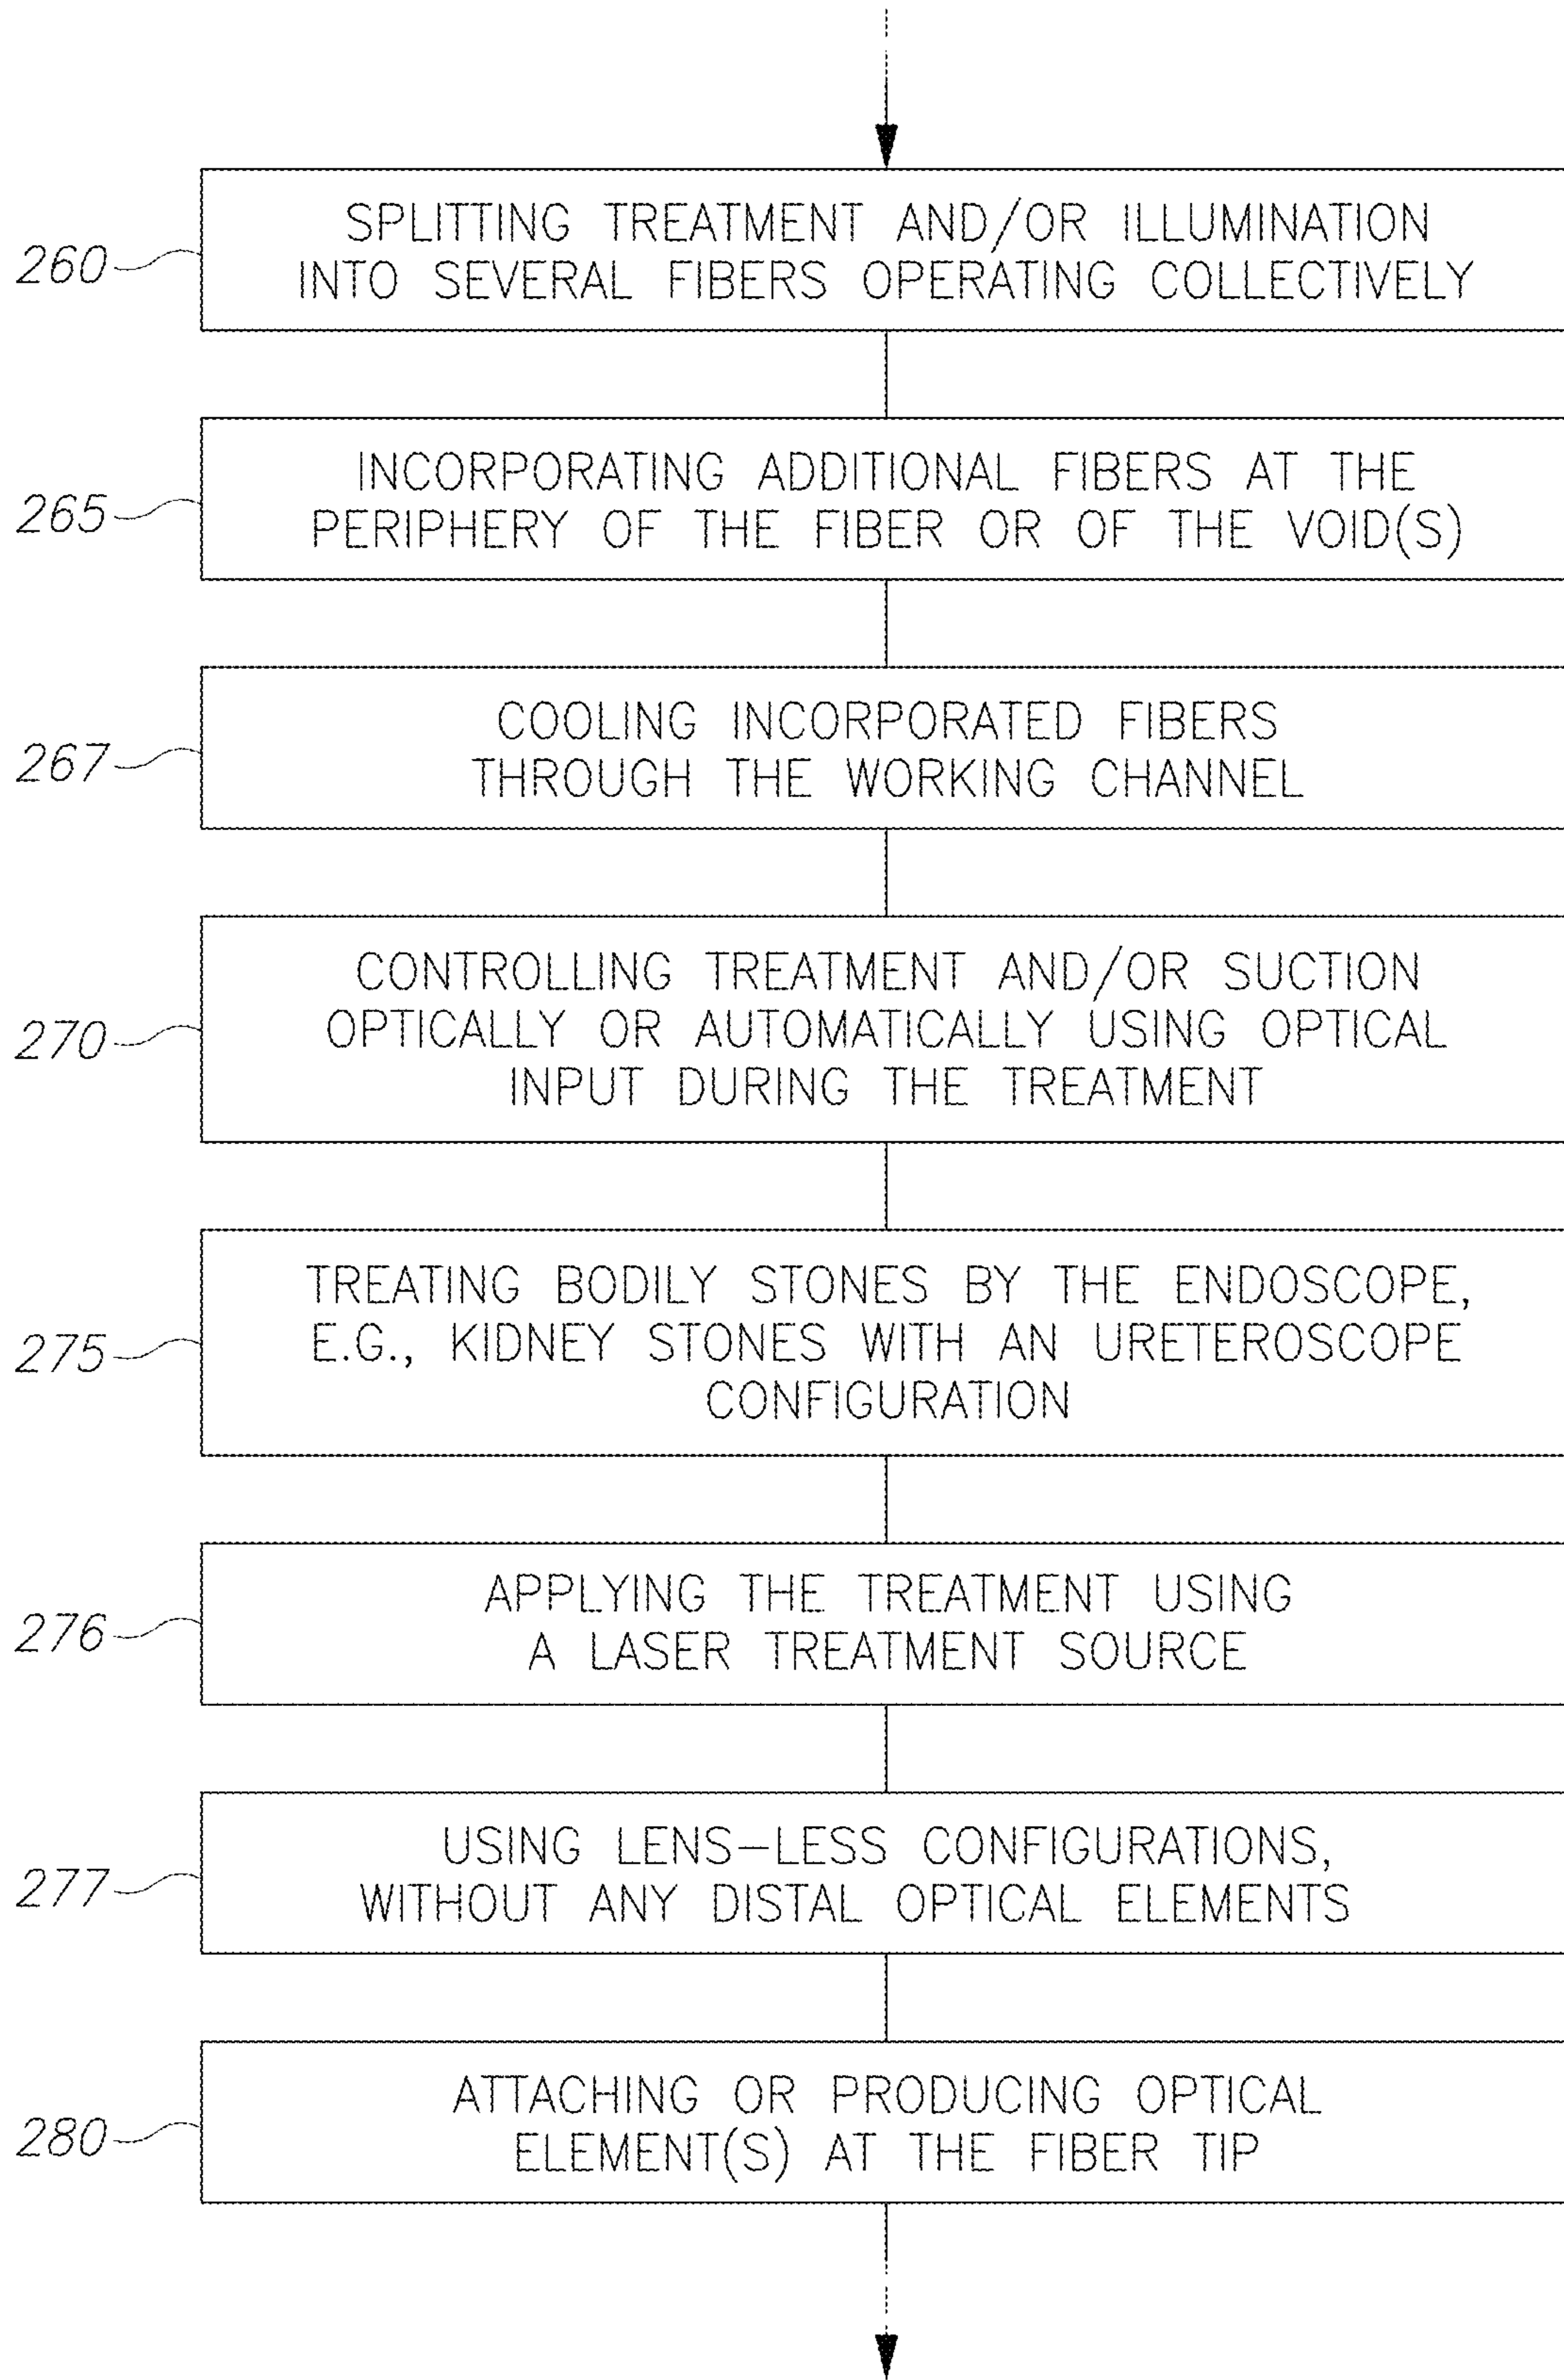 260
SPLITTING TREATMENT AND/OR ILLUMINATION
INTO SEVERAL FIBERS OPERATING COLLECTIVELY
265
INCORPORATING ADDITIONAL FIBERS AT THE
PERIPHERY OF THE FIBER OR OF THE VOID(S)
267
COOLING INCORPORATED FIBERS
THROUGH THE WORKING CHANNEL
270
CONTROLLING TREATMENT AND/OR SUCTION
OPTICALLY OR AUTOMATICALLY USING OPTICAL
INPUT DURING THE TREATMENT
275
TREATING BODILY STONES BY THE ENDOSCOPE,
E.G., KIDNEY STONES WITH AN URETEROSCOPE
CONFIGURATION
276
APPLYING THE TREATMENT USING
A LASER TREATMENT SOURCE
277
USING LENS-LESS CONFIGURATIONS,
WITHOUT ANY DISTAL OPTICAL ELEMENTS
280
ATTACHING OR PRODUCING OPTICAL
ELEMENT(S) AT THE FIBER TIP